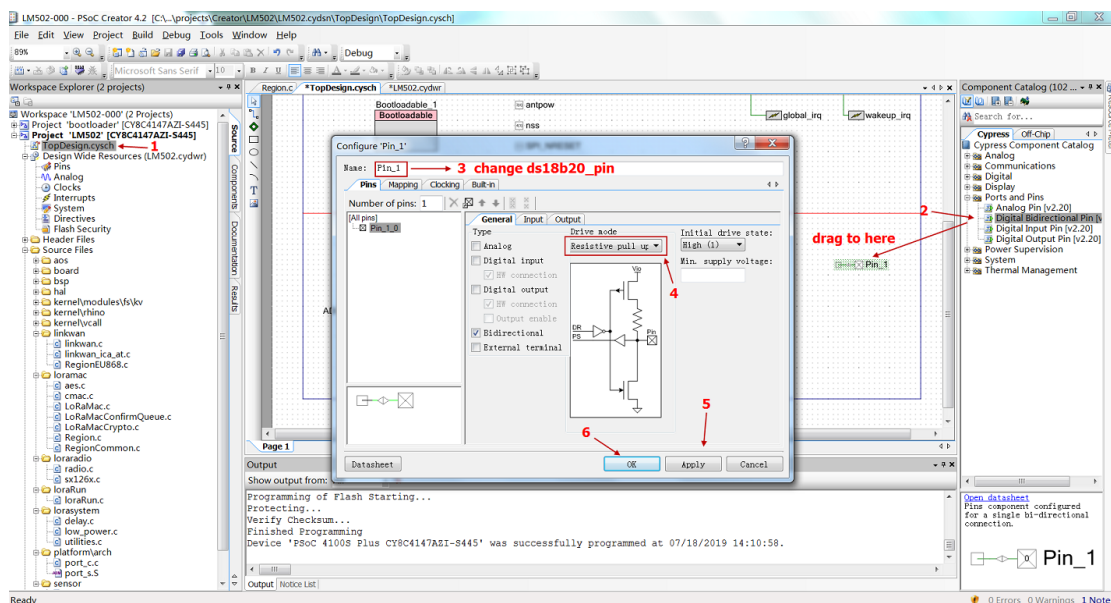 LM502-000 - PSoC Creator 4.2 [C:\...\projects\Creator\LM502\LM502.cydsn\TopDesign\TopDesign.cysch]
File Edit View Project Build Debug Tools Window Help
89% Debug
Microsoft Sans Serif 10 B I U
Workspace Explorer (2 projects)
Workspace 'LM502-000' (2 Projects)
Project 'bootloader' [CY8C4147AZI-S445]
Project 'LM502' [CY8C4147AZI-S445]
TopDesign.cysch
1
Design Wide Resources (LM502.cydwr)
Pins
Analog
Clocks
Interrupts
System
Directives
Flash Security
Header Files
Source Files
aos
board
bsp
hal
kernel\modules\fs\kv
kernel\rhino
kernel\vcall
linkwan
linkwan.c
linkwan_ica_at.c
RegionEU868.c
loramac
aes.c
cmac.c
LoRaMac.c
LoRaMacConfirmQueue.c
LoRaMacCrypto.c
Region.c
RegionCommon.c
loraradio
radio.c
sx126x.c
loraRun
loraRun.c
lorasystem
delay.c
low_power.c
utilities.c
platform\arch
port_c.c
port_s.S
sensor
Source
Components
Documentation
Results
Region.c *TopDesign.cysch *LM502.cydwr
Bootloadable_1
Bootloadable
antpow
nss
SPI_NRESET
global_irq
wakeup_irq
AD
drag to here
Pin_1
Page 1
Configure 'Pin_1'
Name: Pin_1
3 change ds18b20_pin
Pins Mapping Clocking Built-in
Number of pins: 1
[All pins]
Pin_1_0
General Input Output
Type
Analog
Digital input
HW connection
Digital output
HW connection
Output enable
Bidirectional
External terminal
Drive mode
Resistive pull up
4
Vio
DR
PS
Pin
Initial drive state:
High (1)
Min. supply voltage:
5
6
Datasheet OK Apply Cancel
Output
Show output from:
Programming of Flash Starting...
Protecting...
Verify Checksum...
Finished Programming
Device 'PSoC 4100S Plus CY8C4147AZI-S445' was successfully programmed at 07/18/2019 14:10:58.
Output Notice List
Component Catalog (102 ...
Search for...
Cypress Off-Chip
Cypress Component Catalog
Analog
Communications
Digital
Display
Ports and Pins
Analog Pin [v2.20]
2
Digital Bidirectional Pin [v
Digital Input Pin [v2.20]
Digital Output Pin [v2.20]
Power Supervision
System
Thermal Management
Open datasheet
Pins component configured
for a single bi-directional
connection.
0 Pin_1
Ready
0 Errors 0 Warnings 1 Note